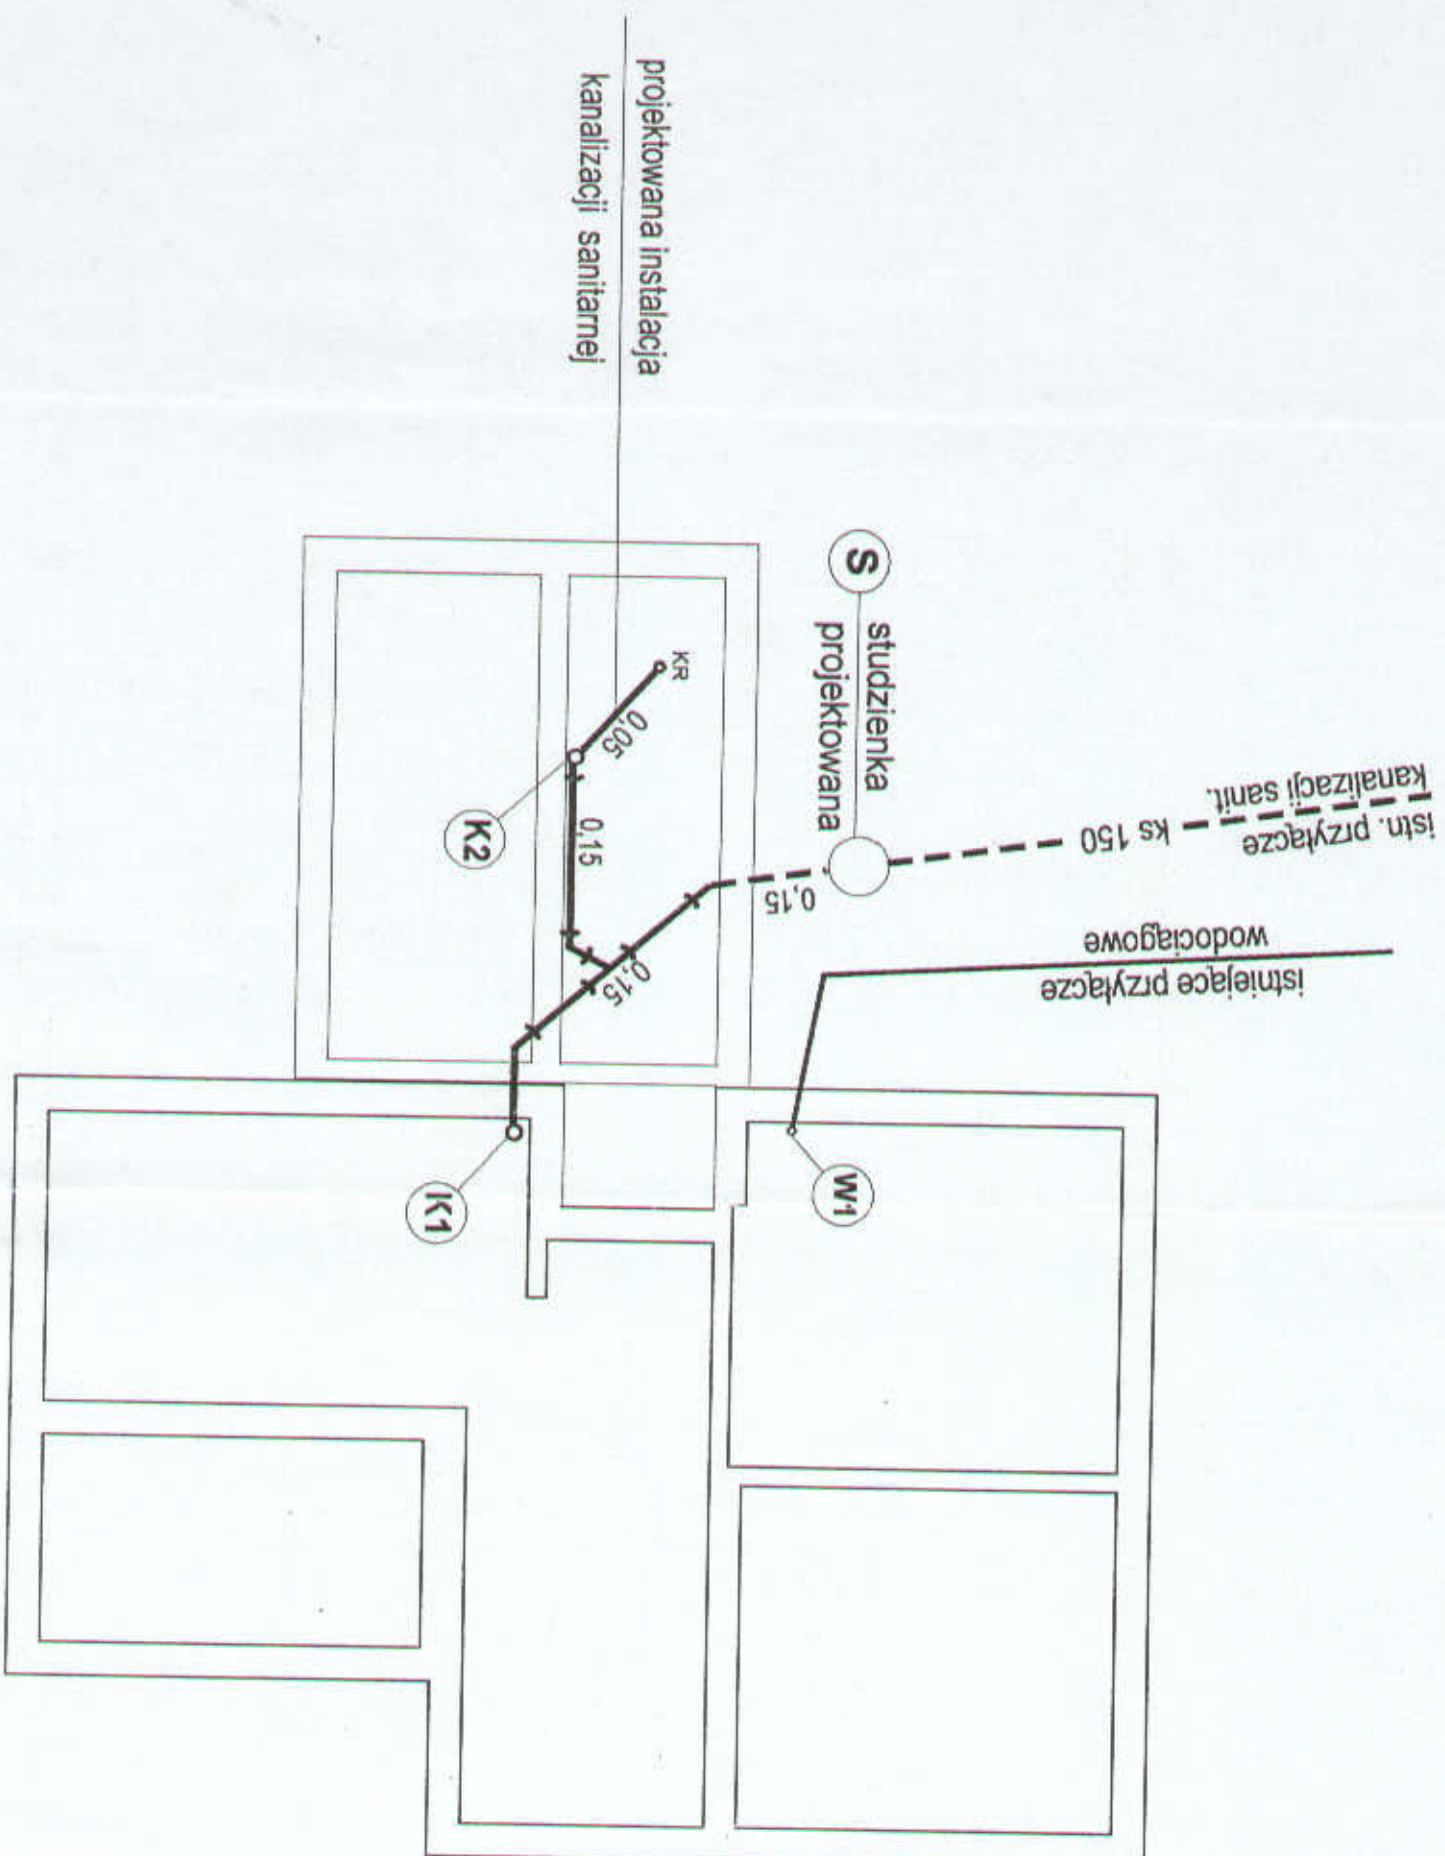 projektowana instalacja
kanalizacji sanitarnej
S
studzienka
projektowana
istn. przyłącze
kanalizacji sanit.
ks 150
0,15
istniejące przyłącze
wodociągowe
KR
0,05
K2
0,15
0,15
K1
W1